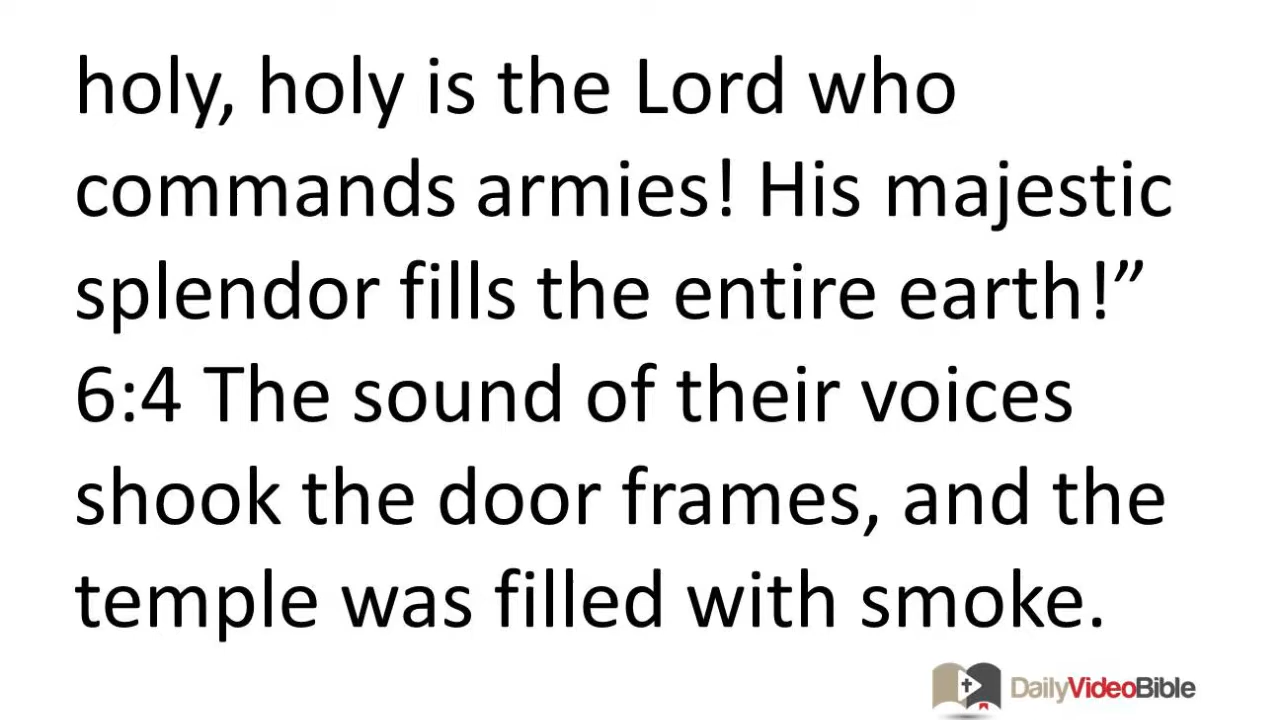 holy, holy is the Lord who
commands armies! His majestic
splendor fills the entire earth!”
6:4 The sound of their voices
shook the door frames, and the
temple was filled with smoke.
DailyVideoBible